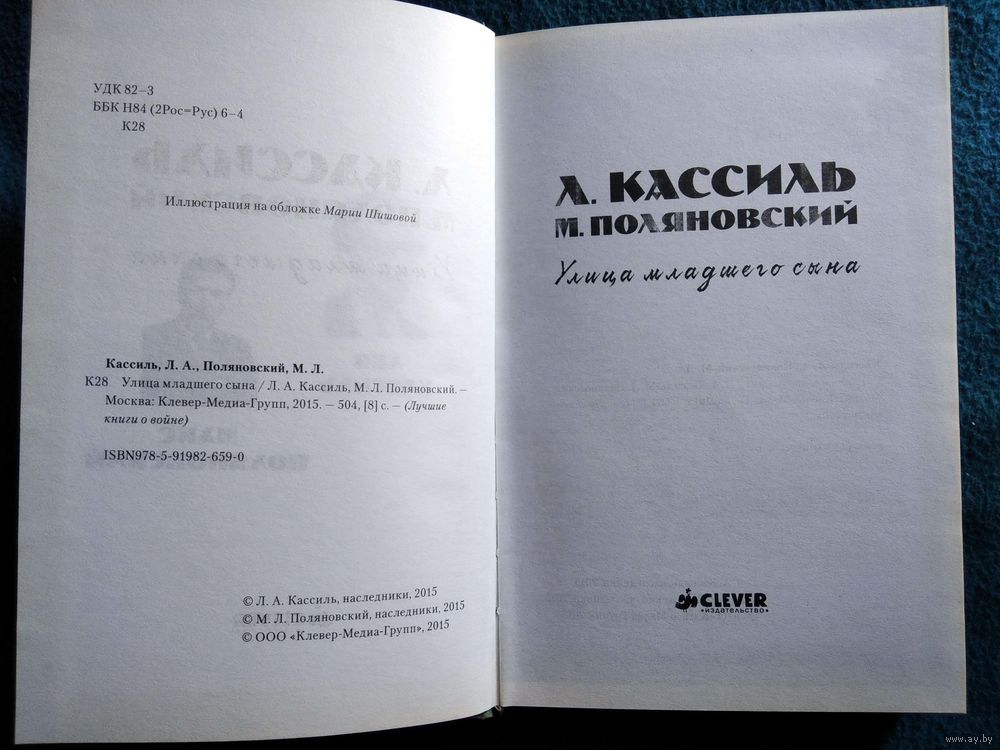 УДК 82–3
ББК Н84 (2Рос=Рус) 6–4
К28
Иллюстрация на обложке Марии Шишовой
Кассиль, Л. А., Поляновский, М. Л.
К28 Улица младшего сына / Л. А. Кассиль, М. Л. Поляновский. –
Москва: Клевер-Медиа-Групп, 2015. – 504, [8] с. – (Лучшие
книги о войне)
ISBN978-5-91982-659-0
© Л. А. Кассиль, наследники, 2015
© М. Л. Поляновский, наследники, 2015
© ООО «Клевер-Медиа-Групп», 2015
Л. КАССИЛЬ
М. ПОЛЯНОВСКИЙ
Улица младшего сына
CLEVER
•издательство•
www.ay.by